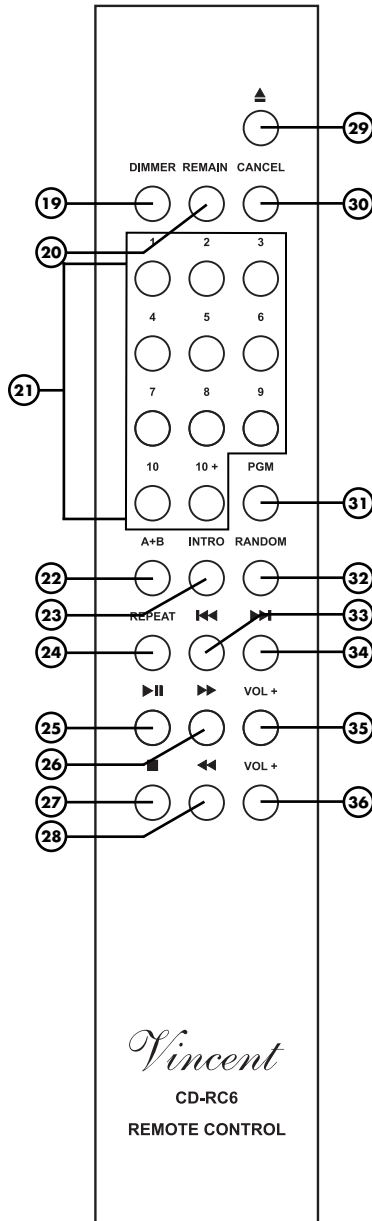 29
DIMMER REMAIN CANCEL
19
30
20
1 2 3
4 5 6
21
7 8 9
10 10 + PGM
31
A+B INTRO RANDOM
22
32
23
33
REPEAT
24
34
VOL +
25
35
26
VOL +
27
36
28
Vincent
CD-RC6
REMOTE CONTROL